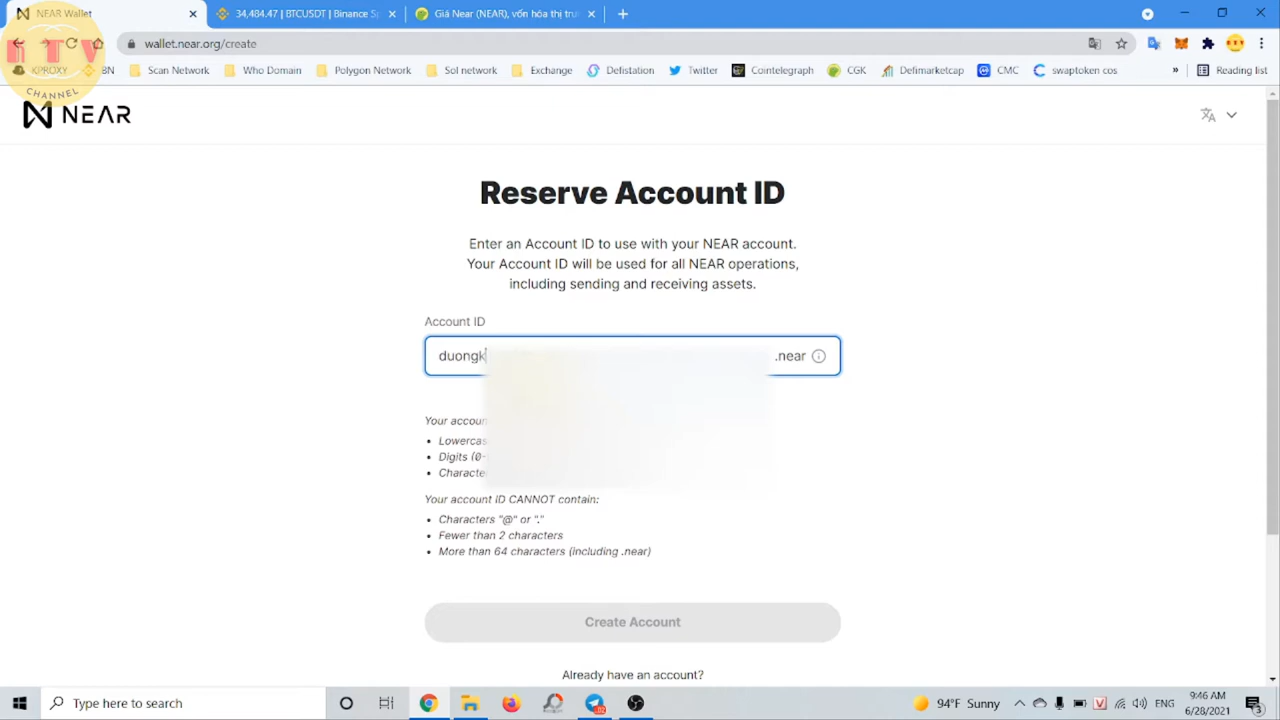 NEAR Wallet
34,484.47 | BTCUSDT | Binance Sp
Giá Near (NEAR), vốn hóa thị trư
wallet.near.org/create
KPROXY
BN
Scan Network
Who Domain
Polygon Network
Sol network
Exchange
Defistation
Twitter
Cointelegraph
CGK
Defimarketcap
CMC
swaptoken cos
»
Reading list
HTV
CHANNEL
NEAR
Reserve Account ID
Enter an Account ID to use with your NEAR account.
Your Account ID will be used for all NEAR operations,
including sending and receiving assets.
Account ID
duongk
.near
Your accoun
Lowercas
Digits (0-
Characte
Your account ID CANNOT contain:
Characters "@" or "."
Fewer than 2 characters
More than 64 characters (including .near)
Create Account
Already have an account?
Type here to search
94°F Sunny
ENG
9:46 AM
6/28/2021
3